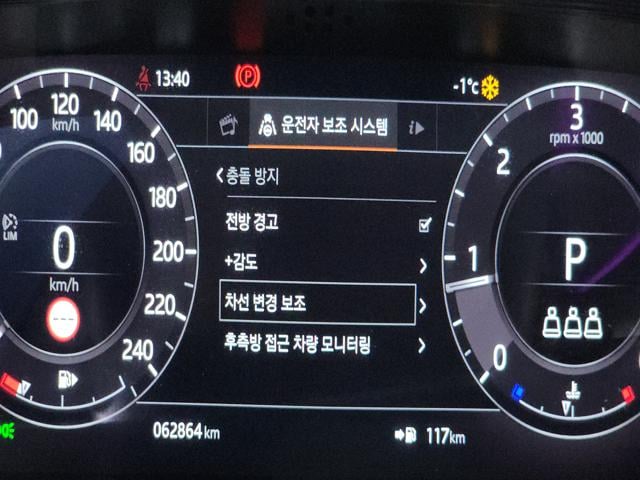 13:40
-1°c
100
120
km/h
140
160
180
200
220
240
0
km/h
LIM
---
운전자 보조 시스템
i
충돌 방지
전방 경고
+감도
차선 변경 보조
후측방 접근 차량 모니터링
3
rpm x 1000
2
1
0
P
062864 km
117km